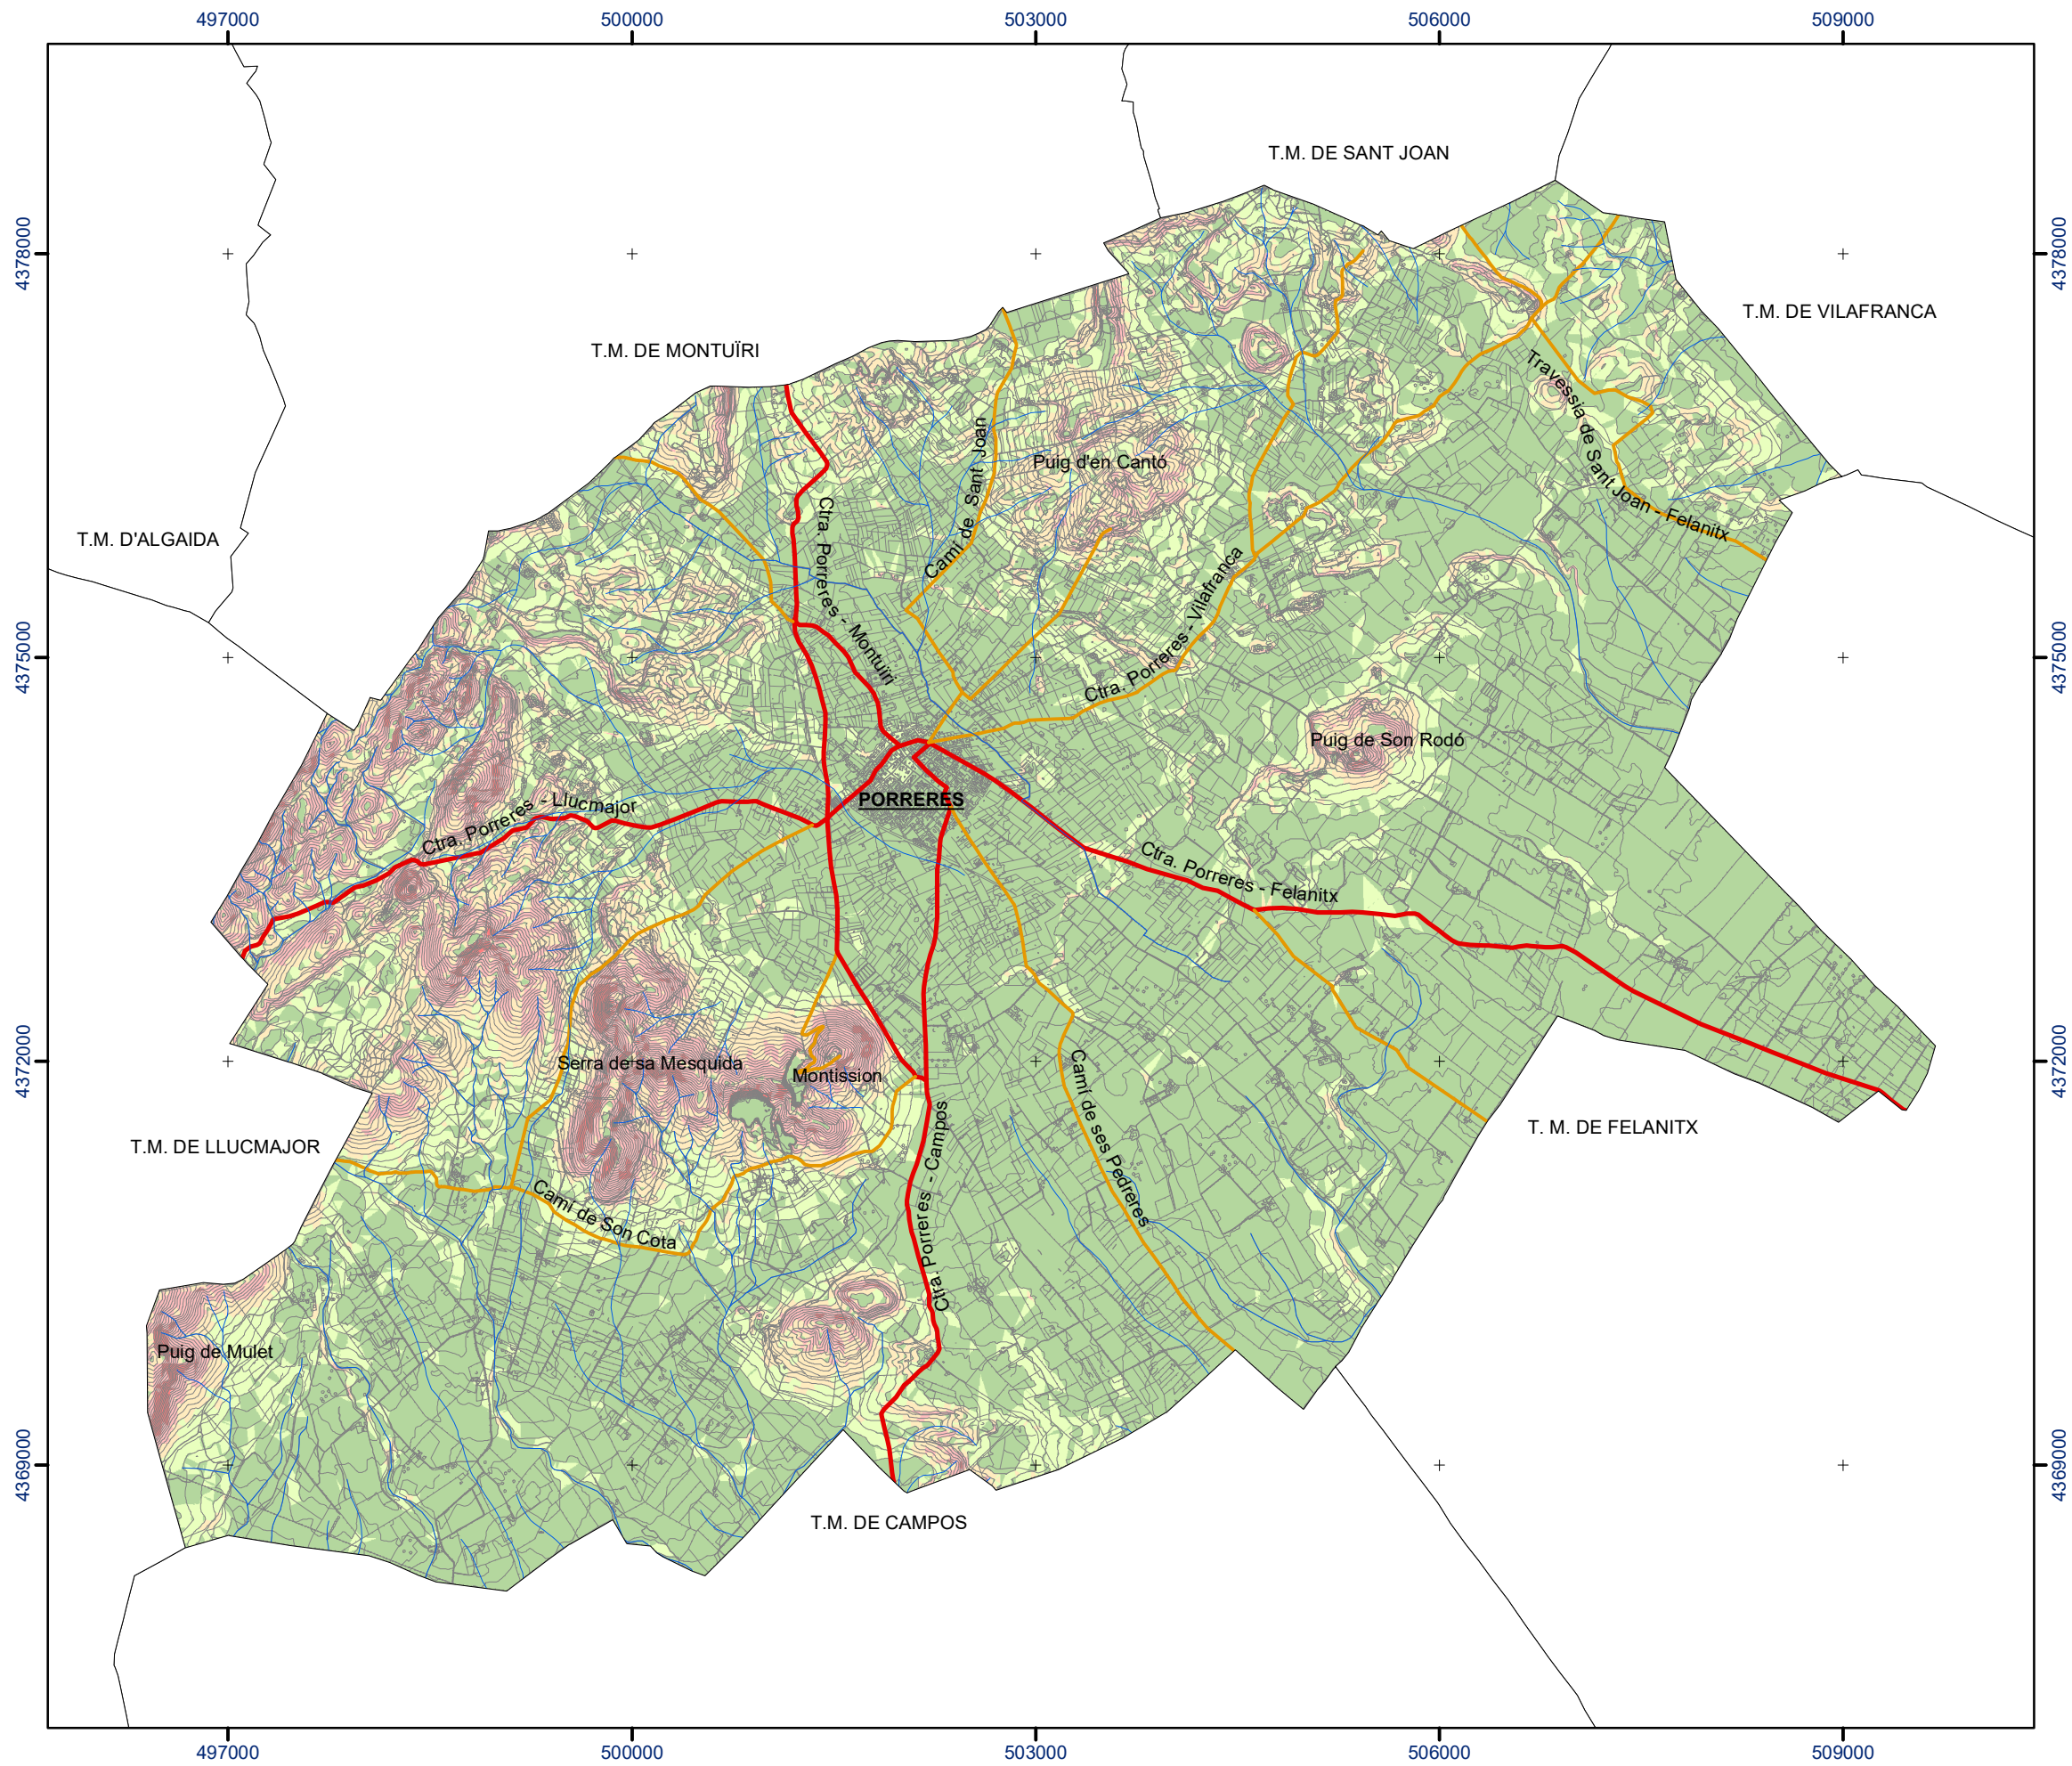 497000 500000 503000 506000 509000
T.M. DE SANT JOAN
4378000
4378000
T.M. DE VILAFRANCA
T.M. DE MONTUÏRI
Travessia de Sant Joan - Felanitx
Camí de Sant Joan
Puig d'en Cantó
Ctra. Porreres - Montuïri
T.M. D'ALGAIDA
Ctra. Porreres - Vilafranca
4375000
4375000
Puig de Son Rodó
PORRERES
Ctra. Porreres - Llucmajor
Ctra. Porreres - Felanitx
4372000
4372000
Serra de sa Mesquida
Montission
Camí de ses Pedreres
T. M. DE FELANITX
T.M. DE LLUCMAJOR
Ctra. Porreres - Campos
Camí de Son Cota
Puig de Mulet
4369000
4369000
T.M. DE CAMPOS
497000 500000 503000 506000 509000